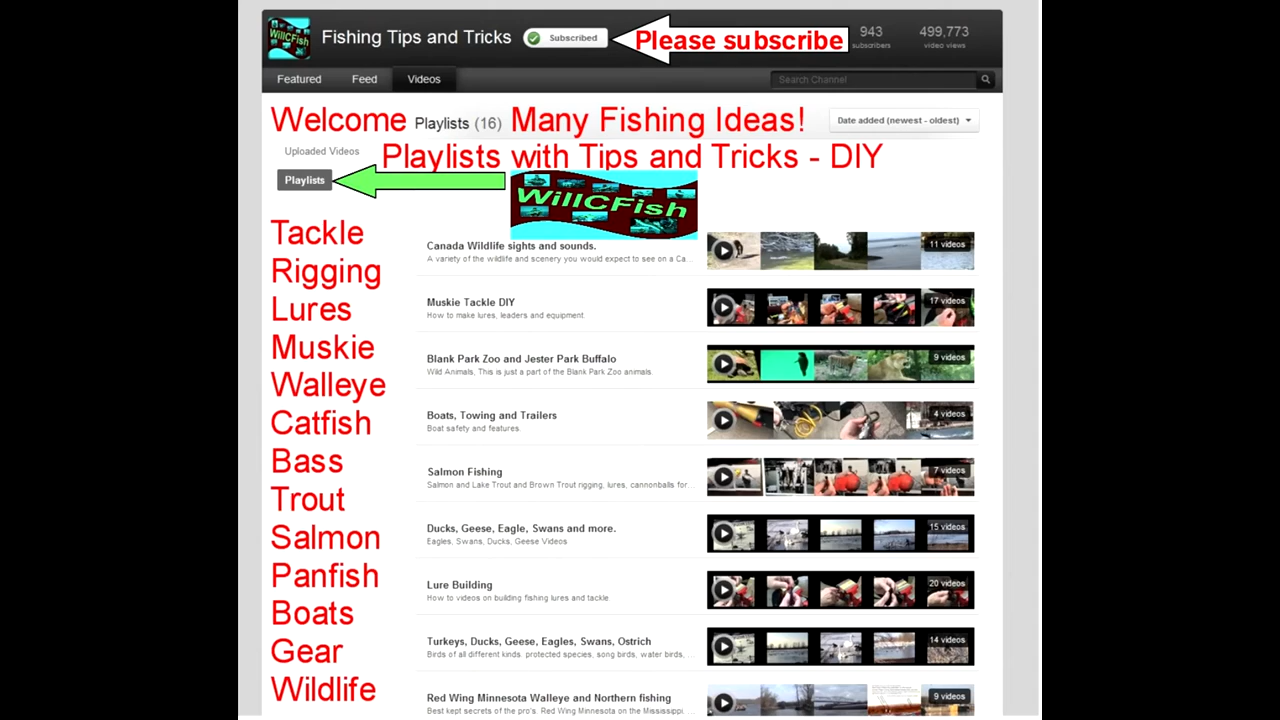 WillCFish
Fishing Tips and Tricks
Subscribed
Please subscribe
943
subscribers
499,773
video views
Featured
Feed
Videos
Search Channel
Welcome
Playlists (16)
Many Fishing Ideas!
Date added (newest - oldest)
Uploaded Videos
Playlists with Tips and Tricks - DIY
Playlists
WillCFish
Tackle
Rigging
Lures
Muskie
Walleye
Catfish
Bass
Trout
Salmon
Panfish
Boats
Gear
Wildlife
Canada Wildlife sights and sounds.
A variety of the wildlife and scenery you would expect to see on a Ca...
11 videos
Muskie Tackle DIY
How to make lures, leaders and equipment.
17 videos
Blank Park Zoo and Jester Park Buffalo
Wild Animals, This is just a part of the Blank Park Zoo animals.
9 videos
Boats, Towing and Trailers
Boat safety and features.
4 videos
Salmon Fishing
Salmon and Lake Trout and Brown Trout rigging, lures, cannonballs for...
7 videos
Ducks, Geese, Eagle, Swans and more.
Eagles, Swans, Ducks, Geese Videos
15 videos
Lure Building
How to videos on building fishing lures and tackle.
20 videos
Turkeys, Ducks, Geese, Eagles, Swans, Ostrich
Birds of all different kinds. protected species, song birds, water birds, ...
14 videos
Red Wing Minnesota Walleye and Northern fishing
Best kept secrets of the pro's. Red Wing Minnesota on the Mississippi. ...
9 videos